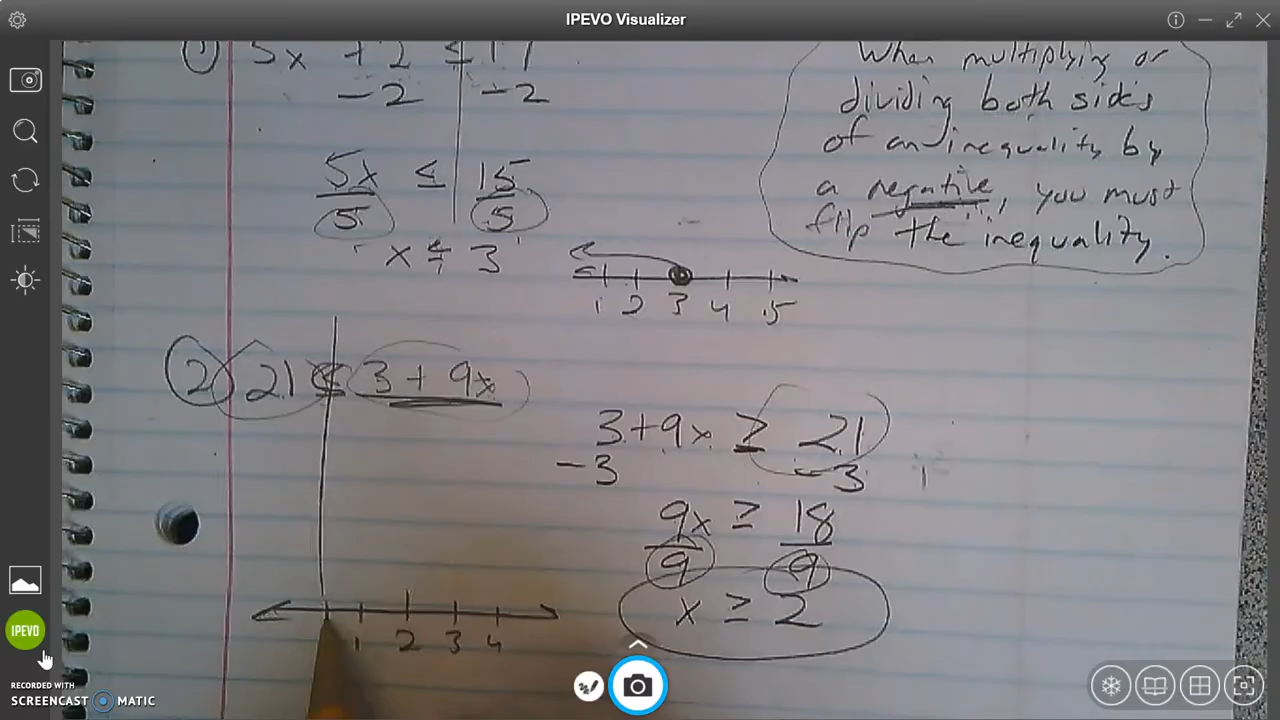 IPEVO Visualizer
① 5x + 2 ≤ 17
-2 -2
5x ≤ 15
5 5
x ≤ 3
1 2 3 4 5
When multiplying or
dividing both sides
of an inequality by
a negative, you must
flip the inequality.
② 21 ≤ 3 + 9x
3+9x ≥ 21
-3 -3
9x ≥ 18
9 9
x ≥ 2
1 2 3 4
IPEVO
RECORDED WITH
SCREENCAST MATIC